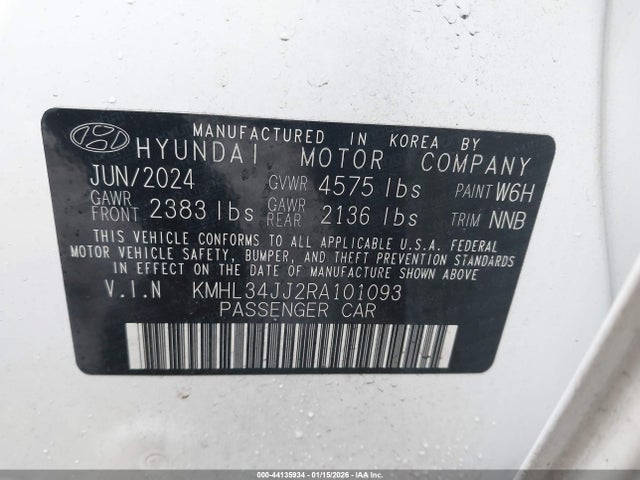 MANUFACTURED IN KOREA BY
HYUNDAI MOTOR COMPANY
JUN/2024 GVWR 4575 lbs PAINT W6H
GAWR FRONT 2383 lbs GAWR REAR 2136 lbs TRIM NNB
THIS VEHICLE CONFORMS TO ALL APPLICABLE U.S.A. FEDERAL
MOTOR VEHICLE SAFETY, BUMPER, AND THEFT PREVENTION STANDARDS
IN EFFECT ON THE DATE OF MANUFACTURE SHOWN ABOVE
V.I.N KMHL34JJ2RA101093
PASSENGER CAR
000-44135934 - 01/15/2026 - IAAI.COM